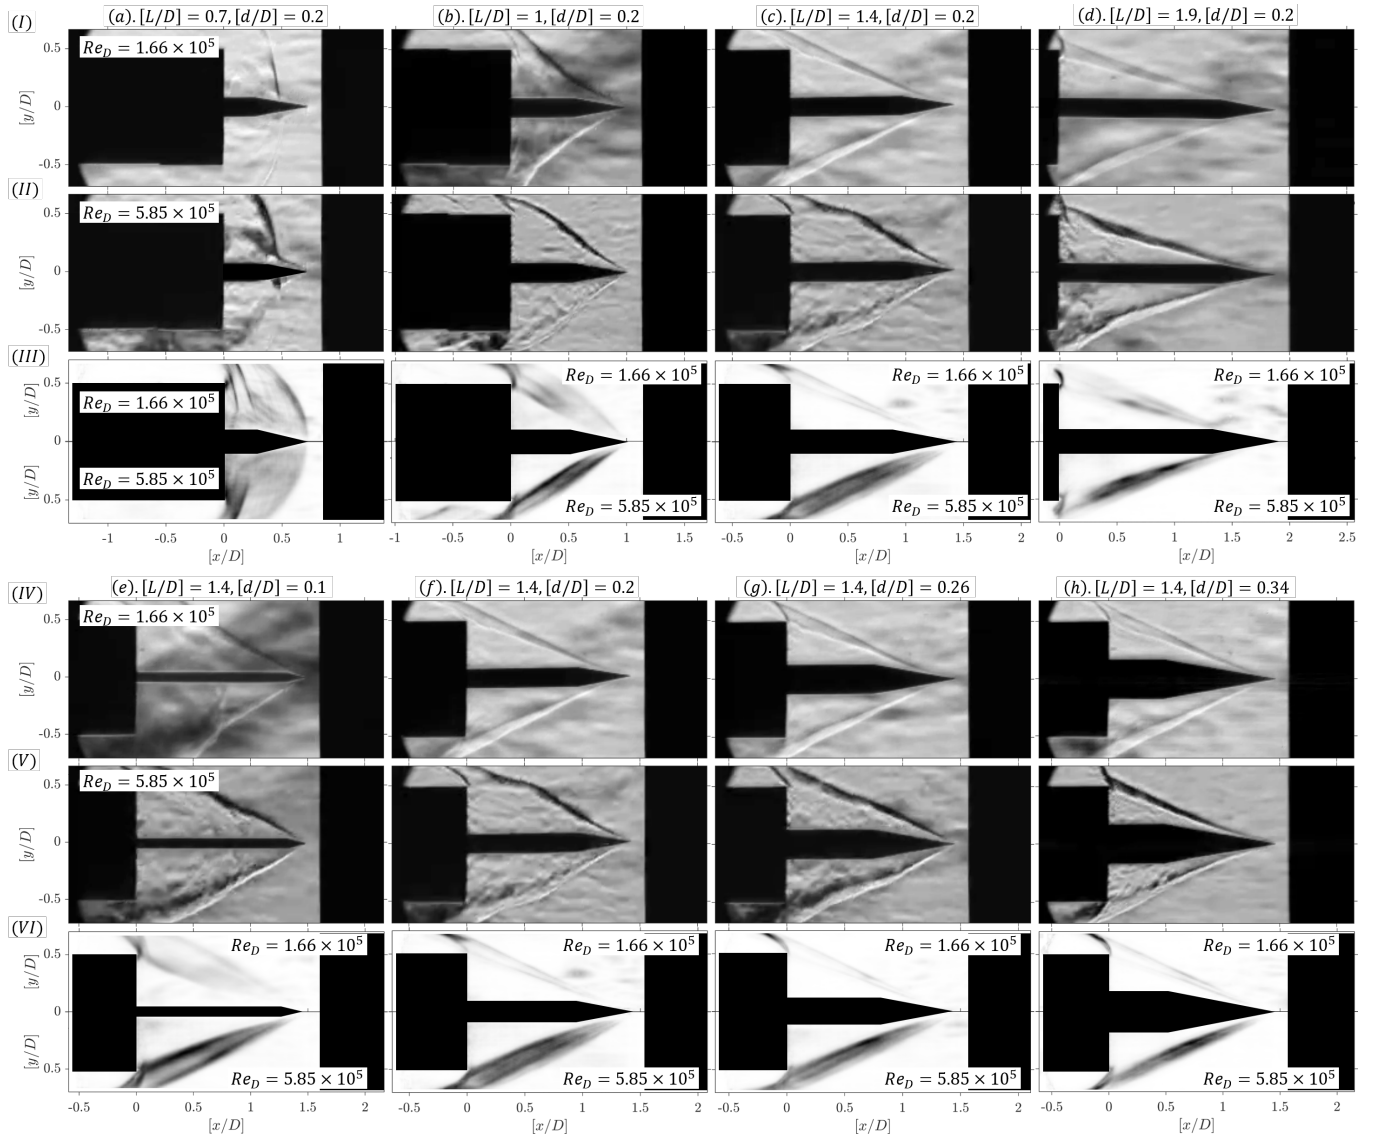 (I) (a). [L/D] = 0.7, [d/D] = 0.2 (b). [L/D] = 1, [d/D] = 0.2 (c). [L/D] = 1.4, [d/D] = 0.2 (d). [L/D] = 1.9, [d/D] = 0.2
Re_D = 1.66 × 10^5
0.5
0
-0.5
[y/D]
(II)
Re_D = 5.85 × 10^5
0.5
0
-0.5
[y/D]
(III)
Re_D = 1.66 × 10^5 Re_D = 1.66 × 10^5 Re_D = 1.66 × 10^5 Re_D = 1.66 × 10^5
Re_D = 5.85 × 10^5 Re_D = 5.85 × 10^5 Re_D = 5.85 × 10^5 Re_D = 5.85 × 10^5
0.5
0
0.5
[y/D]
[y/D]
-1 -0.5 0 0.5 1 -1 -0.5 0 0.5 1 1.5 -0.5 0 0.5 1 1.5 2 0 0.5 1 1.5 2 2.5
[x/D] [x/D] [x/D] [x/D]
(IV) (e). [L/D] = 1.4, [d/D] = 0.1 (f). [L/D] = 1.4, [d/D] = 0.2 (g). [L/D] = 1.4, [d/D] = 0.26 (h). [L/D] = 1.4, [d/D] = 0.34
Re_D = 1.66 × 10^5
0.5
0
-0.5
[y/D]
(V)
Re_D = 5.85 × 10^5
0.5
0
-0.5
[y/D]
(VI)
Re_D = 1.66 × 10^5 Re_D = 1.66 × 10^5 Re_D = 1.66 × 10^5 Re_D = 1.66 × 10^5
Re_D = 5.85 × 10^5 Re_D = 5.85 × 10^5 Re_D = 5.85 × 10^5 Re_D = 5.85 × 10^5
0.5
0
0.5
[y/D]
[y/D]
-0.5 0 0.5 1 1.5 2 -0.5 0 0.5 1 1.5 2 -0.5 0 0.5 1 1.5 2 -0.5 0 0.5 1 1.5 2
[x/D] [x/D] [x/D] [x/D]